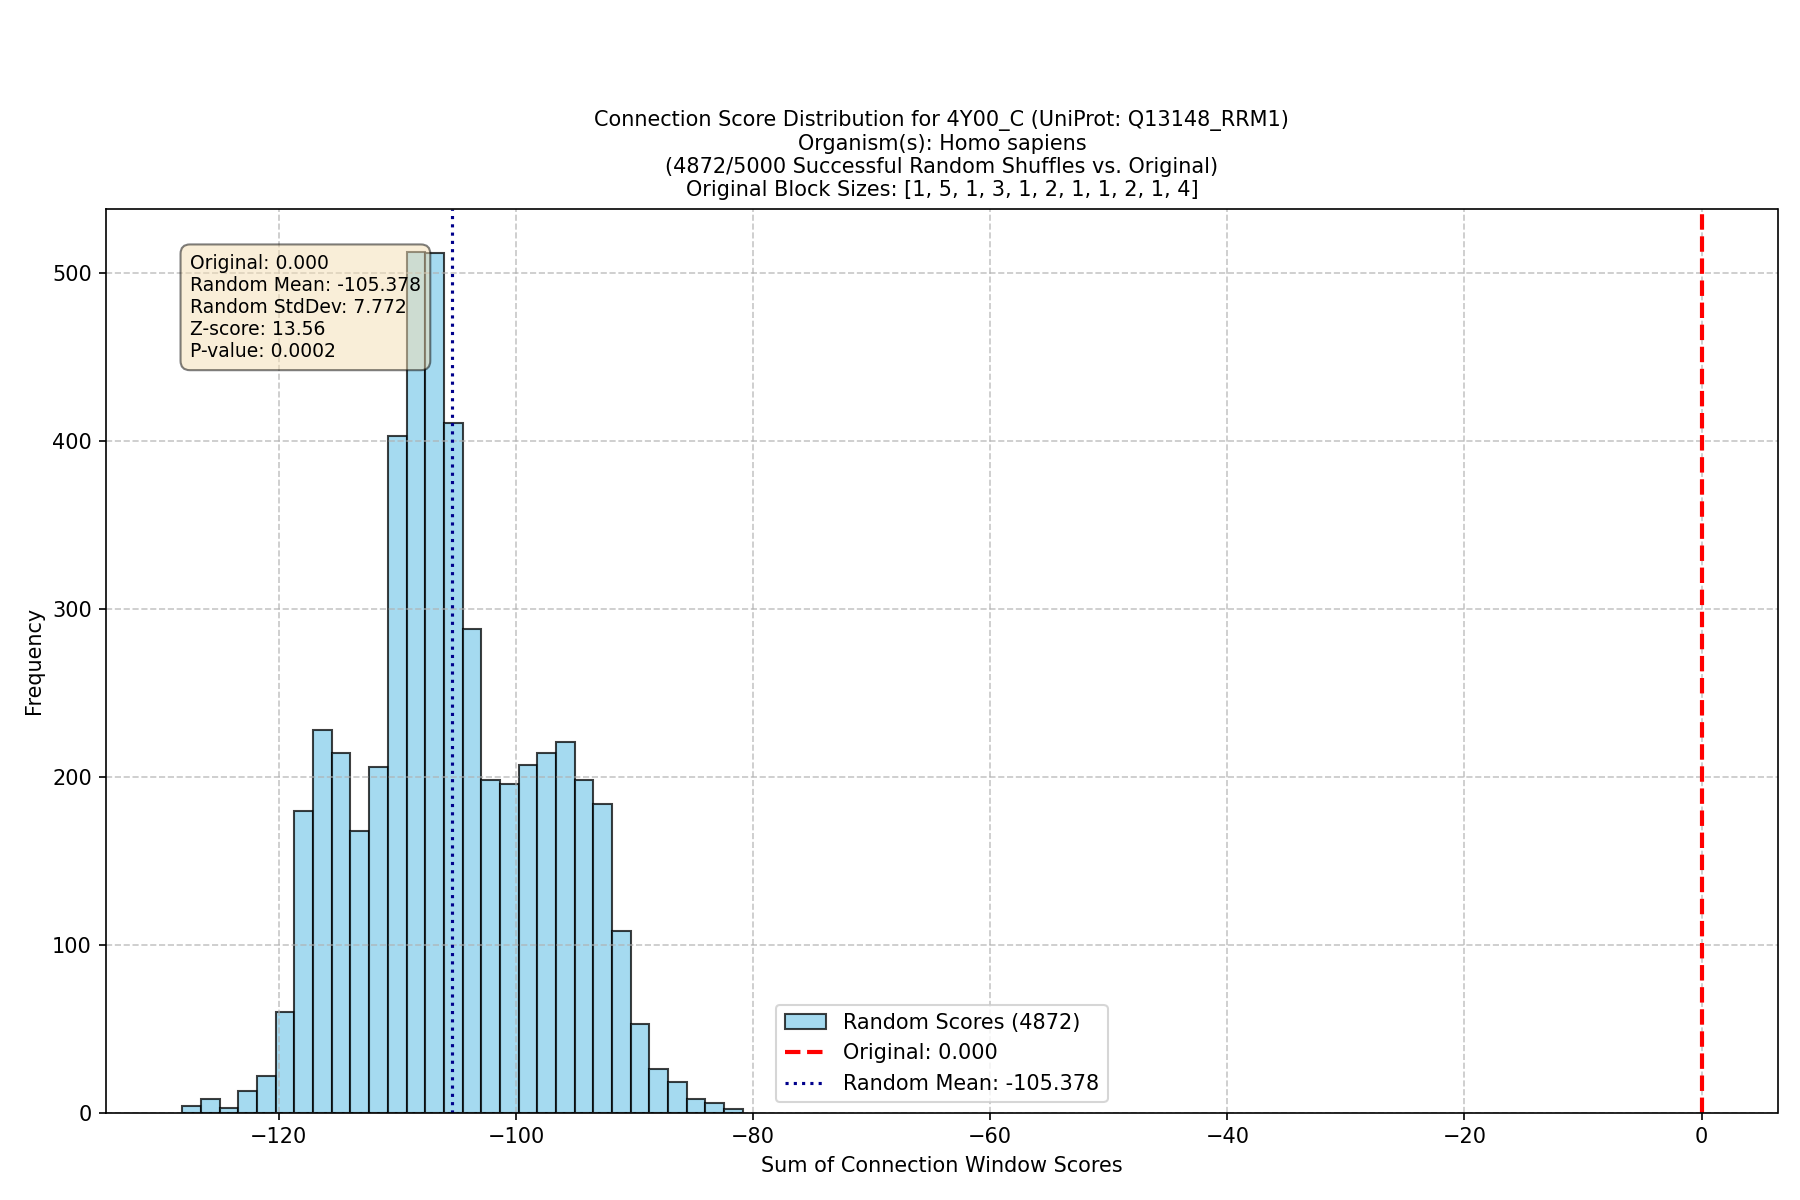 Connection Score Distribution for 4Y00_C (UniProt: Q13148_RRM1)
Organism(s): Homo sapiens
(4872/5000 Successful Random Shuffles vs. Original)
Original Block Sizes: [1, 5, 1, 3, 1, 2, 1, 1, 2, 1, 4]
Original: 0.000
Random Mean: -105.378
Random StdDev: 7.772
Z-score: 13.56
P-value: 0.0002
500
400
300
200
100
0
Frequency
Random Scores (4872)
Original: 0.000
Random Mean: -105.378
−120 −100 −80 −60 −40 −20 0
Sum of Connection Window Scores